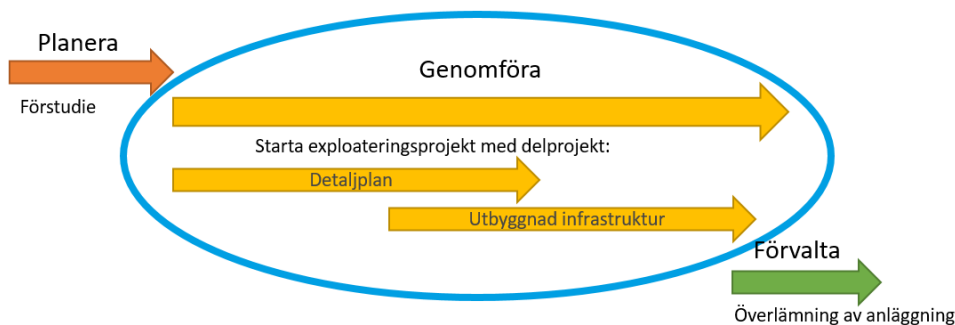 Planera
Förstudie
Genomföra
Starta exploateringsprojekt med delprojekt:
Detaljplan
Utbyggnad infrastruktur
Förvalta
Överlämning av anläggning